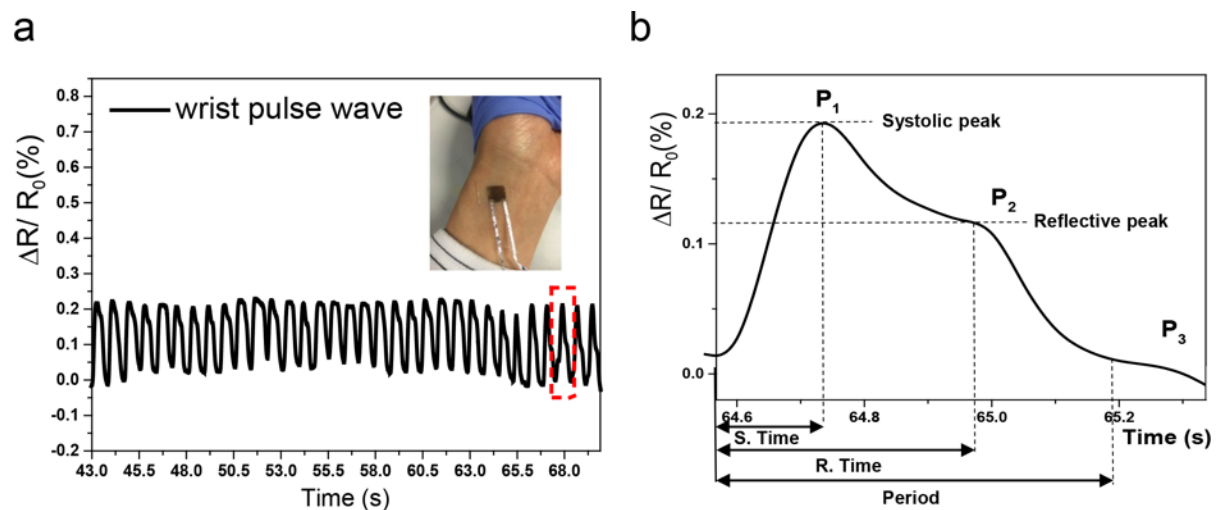 a
wrist pulse wave
ΔR/ R₀(%)
0.8
0.7
0.6
0.5
0.4
0.3
0.2
0.1
0.0
-0.1
-0.2
43.0 45.5 48.0 50.5 53.0 55.5 58.0 60.5 63.0 65.5 68.0
Time (s)
b
P₁
Systolic peak
P₂
Reflective peak
P₃
ΔR/ R₀(%)
0.2
0.1
0.0
64.6 64.8 65.0 65.2
Time (s)
S. Time
R. Time
Period